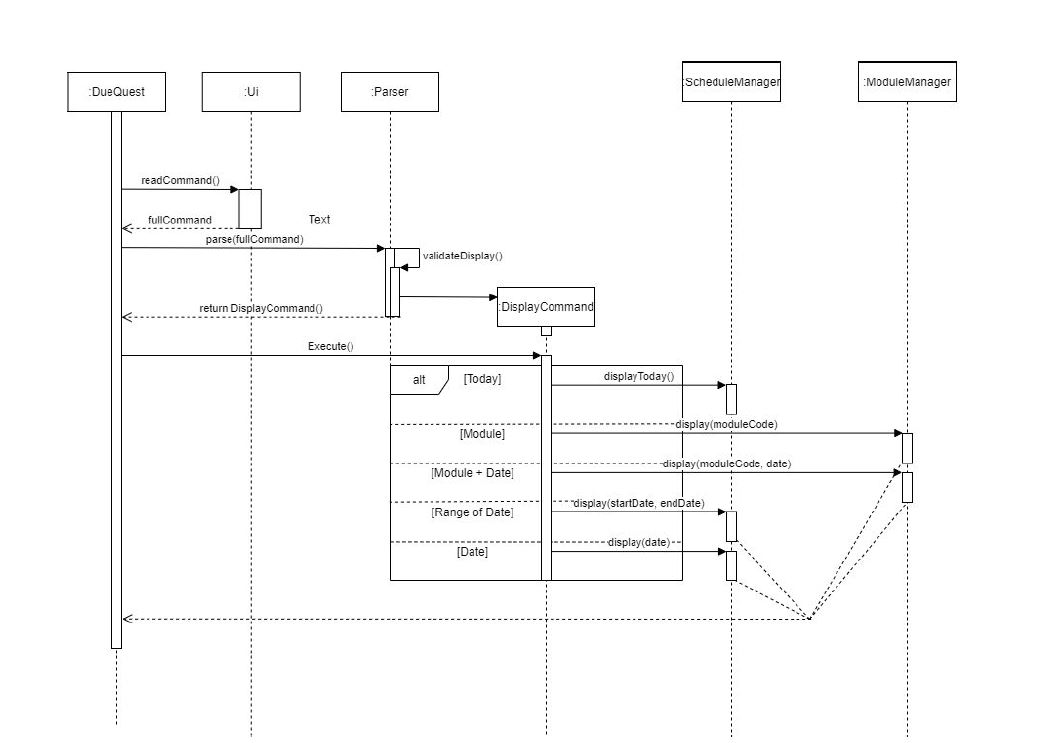 :DueQuest
:Ui
:Parser
:ScheduleManager
:ModuleManager
readCommand()
fullCommand
Text
parse(fullCommand)
validateDisplay()
return DisplayCommand()
:DisplayCommand
Execute()
alt
[Today]
displayToday()
[Module]
display(moduleCode)
[Module + Date]
display(moduleCode, date)
[Range of Date]
display(startDate, endDate)
[Date]
display(date)